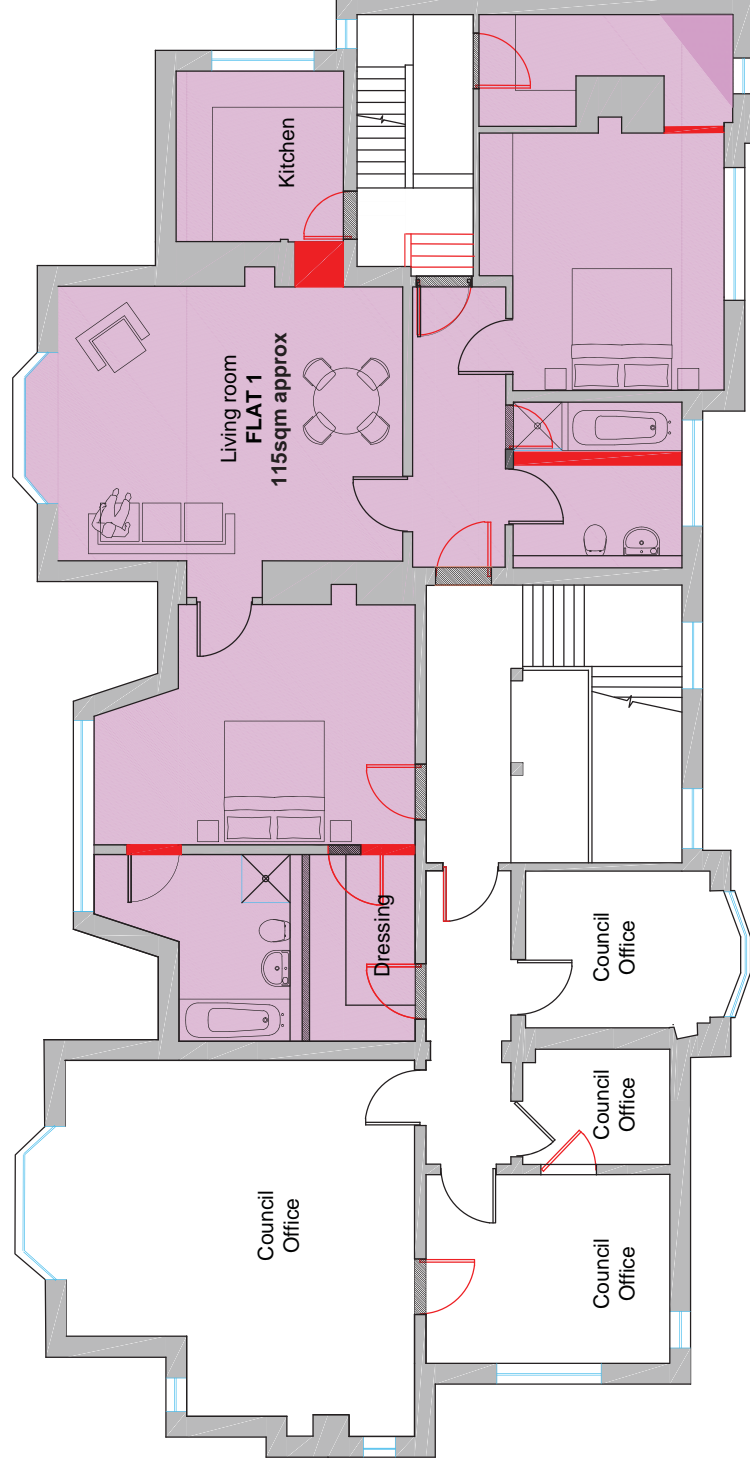 Kitchen
Living room
FLAT 1
115sqm approx
Dressing
Council
Office
Council
Office
Council
Office
Council
Office